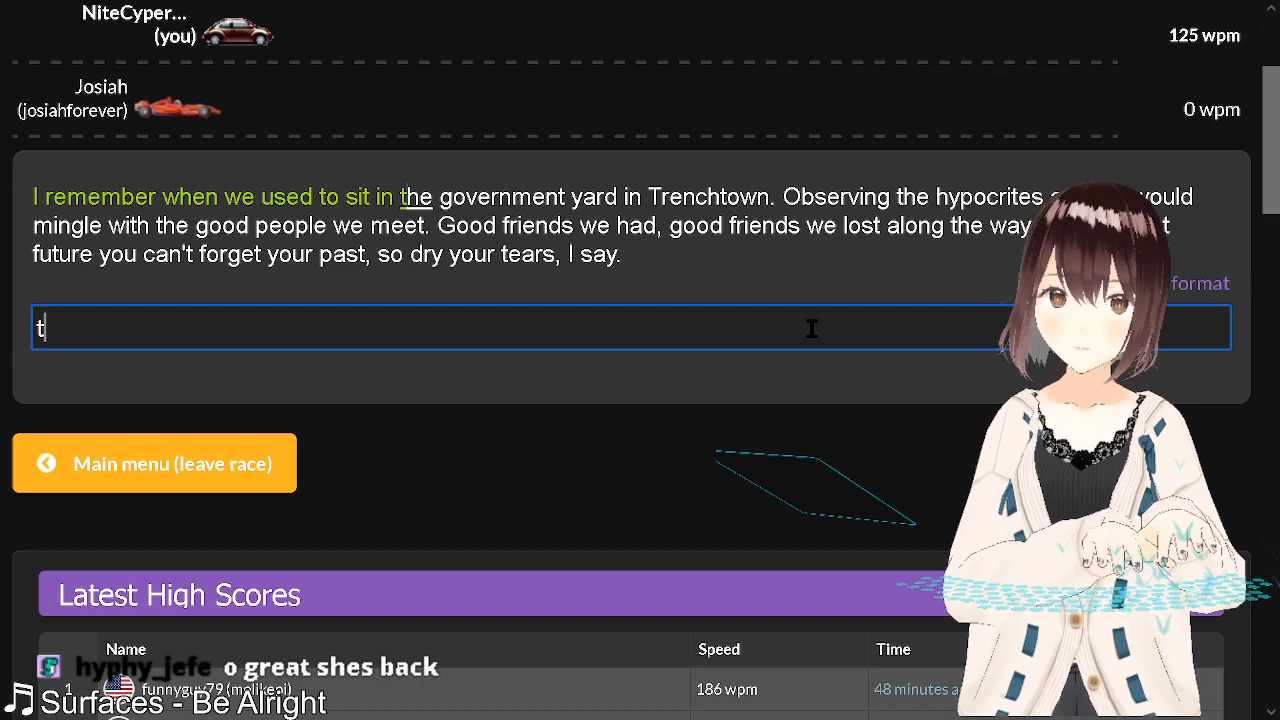 NiteCyper...
(you)
125 wpm
Josiah
(josiahforever)
0 wpm
I remember when we used to sit in the government yard in Trenchtown. Observing the hypocrites would
mingle with the good people we meet. Good friends we had, good friends we lost along the way
future you can't forget your past, so dry your tears, I say.
format
t
Main menu (leave race)
Latest High Scores
Name Speed Time
1 funnyguy79 186 wpm 48 minutes
hyphy_jefe o great shes back
Surfaces - Be Alright